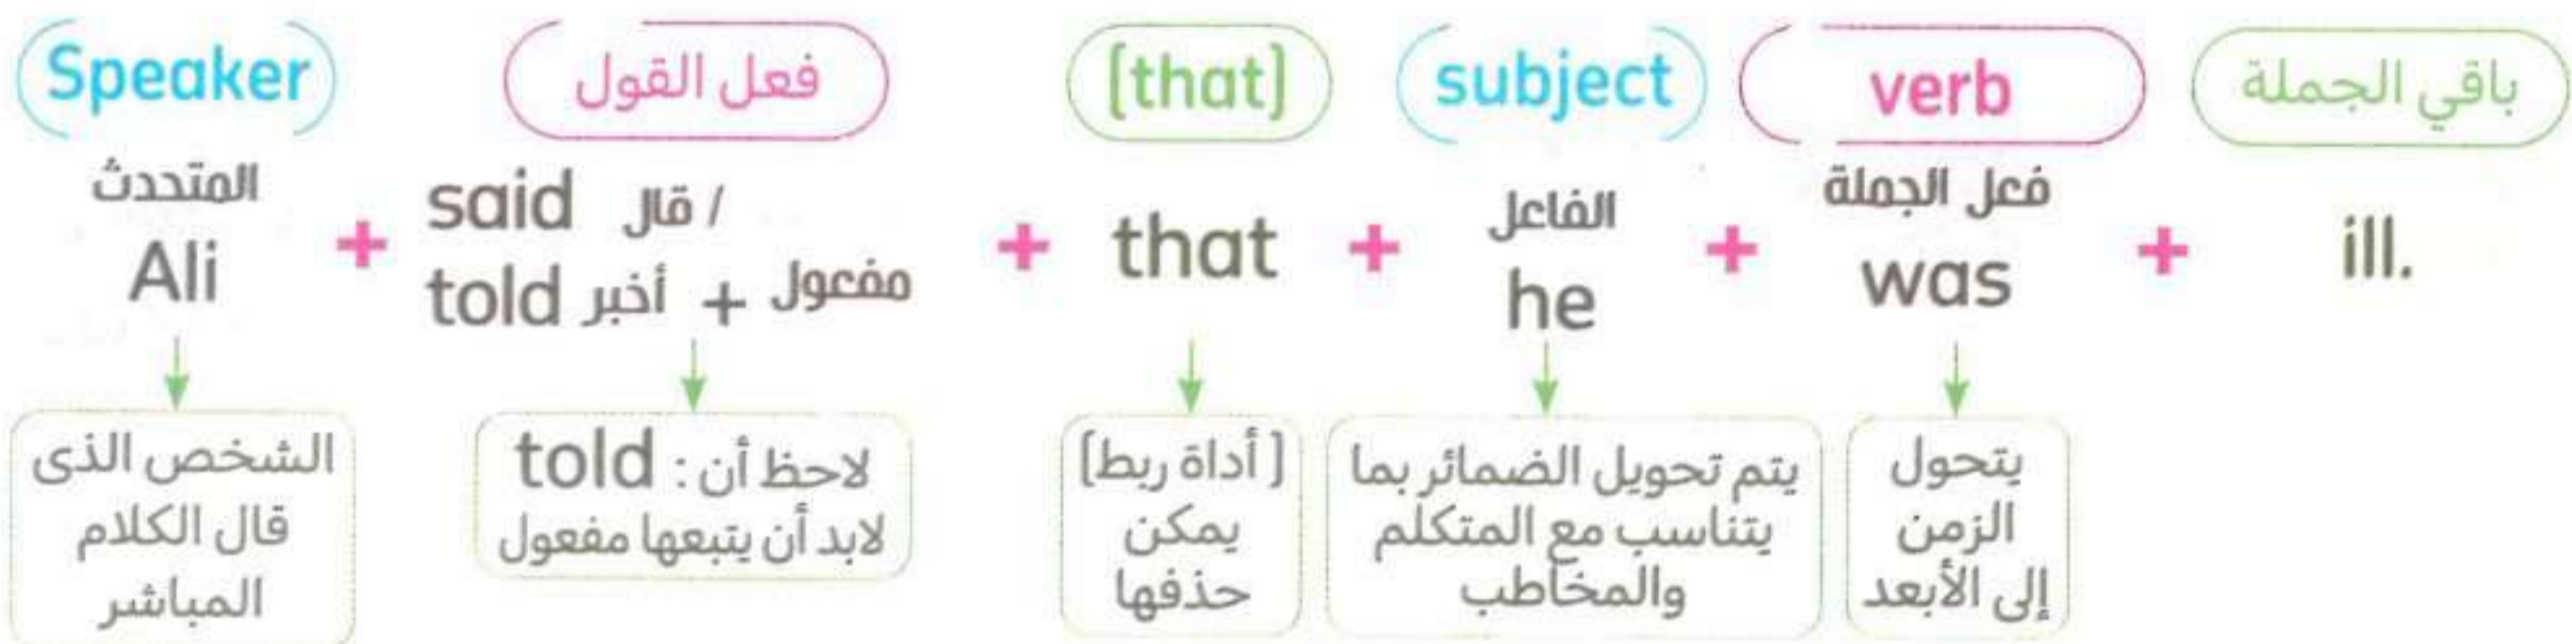 Speaker فعل القول [that] subject verb باقي الجملة
المتحدث
Ali
+
said قال /
told أخبر + مفعول
+
that
+
الفاعل
he
+
فعل الجملة
was
+
ill.
الشخص الذى
قال الكلام
المباشر
لاحظ أن : told
لابد أن يتبعها مفعول
[أداة ربط]
يمكن
حذفها
يتم تحويل الضمائر بما
يتناسب مع المتكلم
والمخاطب
يتحول
الزمن
إلى الأبعد